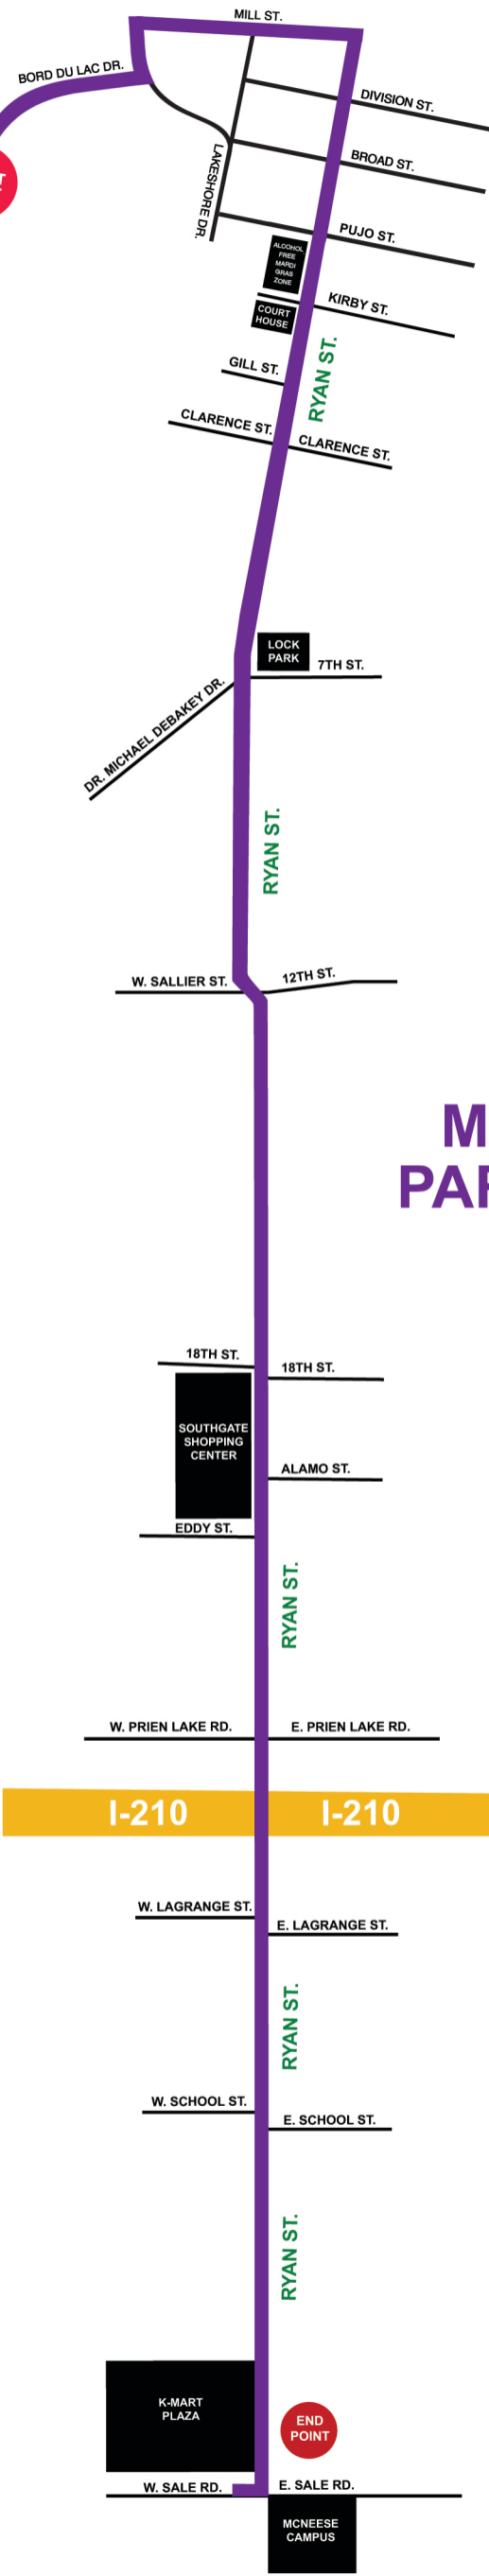 MILL ST.
BORD DU LAC DR.
DIVISION ST.
BROAD ST.
LAKESHORE DR.
PUJO ST.
ALCOHOL
FREE
MARDI
GRAS
ZONE
KIRBY ST.
COURT
HOUSE
RYAN ST.
GILL ST.
CLARENCE ST.
CLARENCE ST.
LOCK
PARK
7TH ST.
DR. MICHAEL DEBAKEY DR.
RYAN ST.
W. SALLIER ST.
12TH ST.
M
PAR
18TH ST.
18TH ST.
SOUTHGATE
SHOPPING
CENTER
ALAMO ST.
EDDY ST.
RYAN ST.
W. PRIEN LAKE RD.
E. PRIEN LAKE RD.
I-210
I-210
W. LAGRANGE ST.
E. LAGRANGE ST.
RYAN ST.
W. SCHOOL ST.
E. SCHOOL ST.
RYAN ST.
K-MART
PLAZA
END
POINT
W. SALE RD.
E. SALE RD.
MCNEESE
CAMPUS